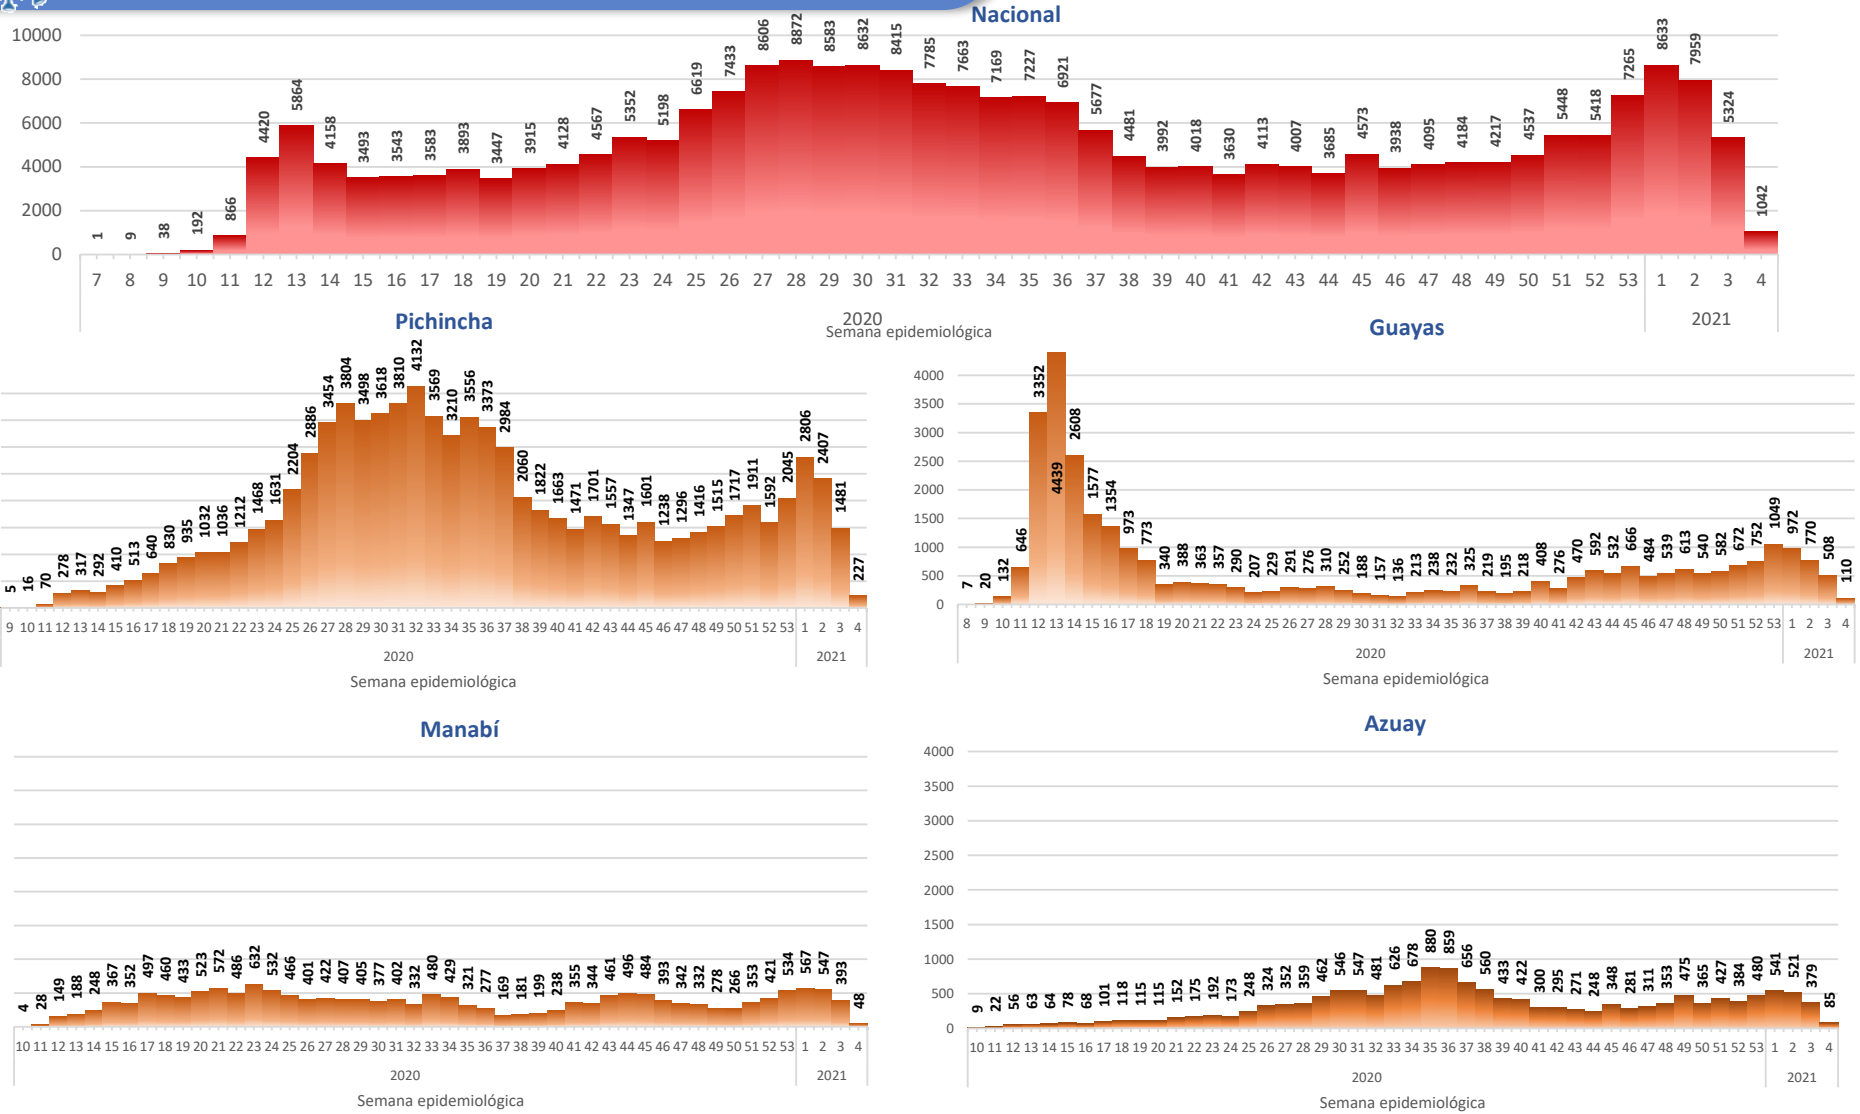 Nacional
10000
8000
6000
4000
2000
0
1 9 38 192 866 4420 5864 4158 3493 3543 3583 3893 3447 3915 4128 4567 5352 5198 6619 7433 8606 8872 8583 8632 8415 7785 7663 7169 7227 6921 5677 4481 3992 4018 3630 4113 4007 3685 4573 3938 4095 4184 4217 4537 5448 5418 7265 8633 7959 5324 1042
7 8 9 10 11 12 13 14 15 16 17 18 19 20 21 22 23 24 25 26 27 28 29 30 31 32 33 34 35 36 37 38 39 40 41 42 43 44 45 46 47 48 49 50 51 52 53 1 2 3 4
2020 2021
Semana epidemiológica
Pichincha
5 16 70 278 317 292 410 513 640 830 935 1032 1036 1212 1468 1631 2204 2886 3454 3804 3498 3618 3810 4132 3569 3210 3556 3373 2984 2060 1822 1663 1471 1701 1557 1347 1601 1238 1296 1416 1515 1717 1911 1592 2045 2806 2407 1481 227
9 10 11 12 13 14 15 16 17 18 19 20 21 22 23 24 25 26 27 28 29 30 31 32 33 34 35 36 37 38 39 40 41 42 43 44 45 46 47 48 49 50 51 52 53 1 2 3 4
2020 2021
Semana epidemiológica
Guayas
4000
3500
3000
2500
2000
1500
1000
500
0
7 20 132 646 3352 4439 2608 1577 1354 973 773 340 388 363 357 290 207 229 291 276 310 252 188 157 136 213 238 232 325 219 195 218 408 276 470 592 532 666 484 539 613 540 582 672 752 1049 972 770 508 110
8 9 10 11 12 13 14 15 16 17 18 19 20 21 22 23 24 25 26 27 28 29 30 31 32 33 34 35 36 37 38 39 40 41 42 43 44 45 46 47 48 49 50 51 52 53 1 2 3 4
2020 2021
Semana epidemiológica
Manabí
4 28 149 188 248 367 352 497 460 433 523 572 486 632 532 466 401 422 407 405 377 402 332 480 429 321 277 169 181 199 238 355 344 461 496 484 393 342 332 278 266 353 421 534 567 547 393 48
10 11 12 13 14 15 16 17 18 19 20 21 22 23 24 25 26 27 28 29 30 31 32 33 34 35 36 37 38 39 40 41 42 43 44 45 46 47 48 49 50 51 52 53 1 2 3 4
2020 2021
Semana epidemiológica
Azuay
4000
3500
3000
2500
2000
1500
1000
500
0
9 22 56 63 64 78 68 101 118 115 115 152 175 192 173 248 324 352 359 462 546 547 481 626 678 880 859 656 560 433 422 300 295 271 248 348 281 311 353 475 365 427 384 480 541 521 379 85
10 11 12 13 14 15 16 17 18 19 20 21 22 23 24 25 26 27 28 29 30 31 32 33 34 35 36 37 38 39 40 41 42 43 44 45 46 47 48 49 50 51 52 53 1 2 3 4
2020 2021
Semana epidemiológica